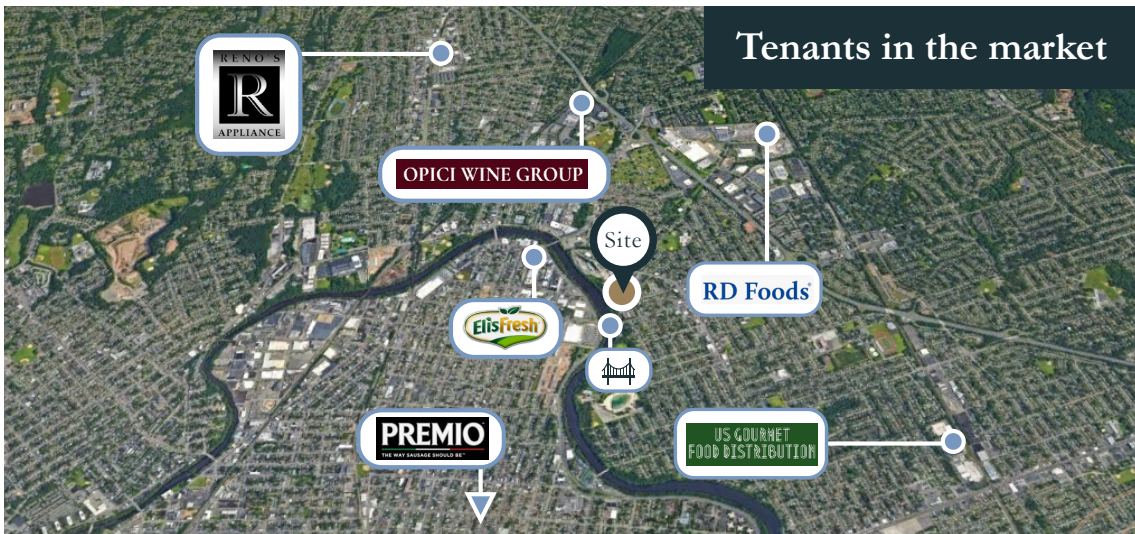 Tenants in the market
RENO'S
R
APPLIANCE
OPICI WINE GROUP
Site
RD Foods
ElisFresh
PREMIO
THE WAY SAUSAGE SHOULD BE™
US GOURMET
FOOD DISTRIBUTION